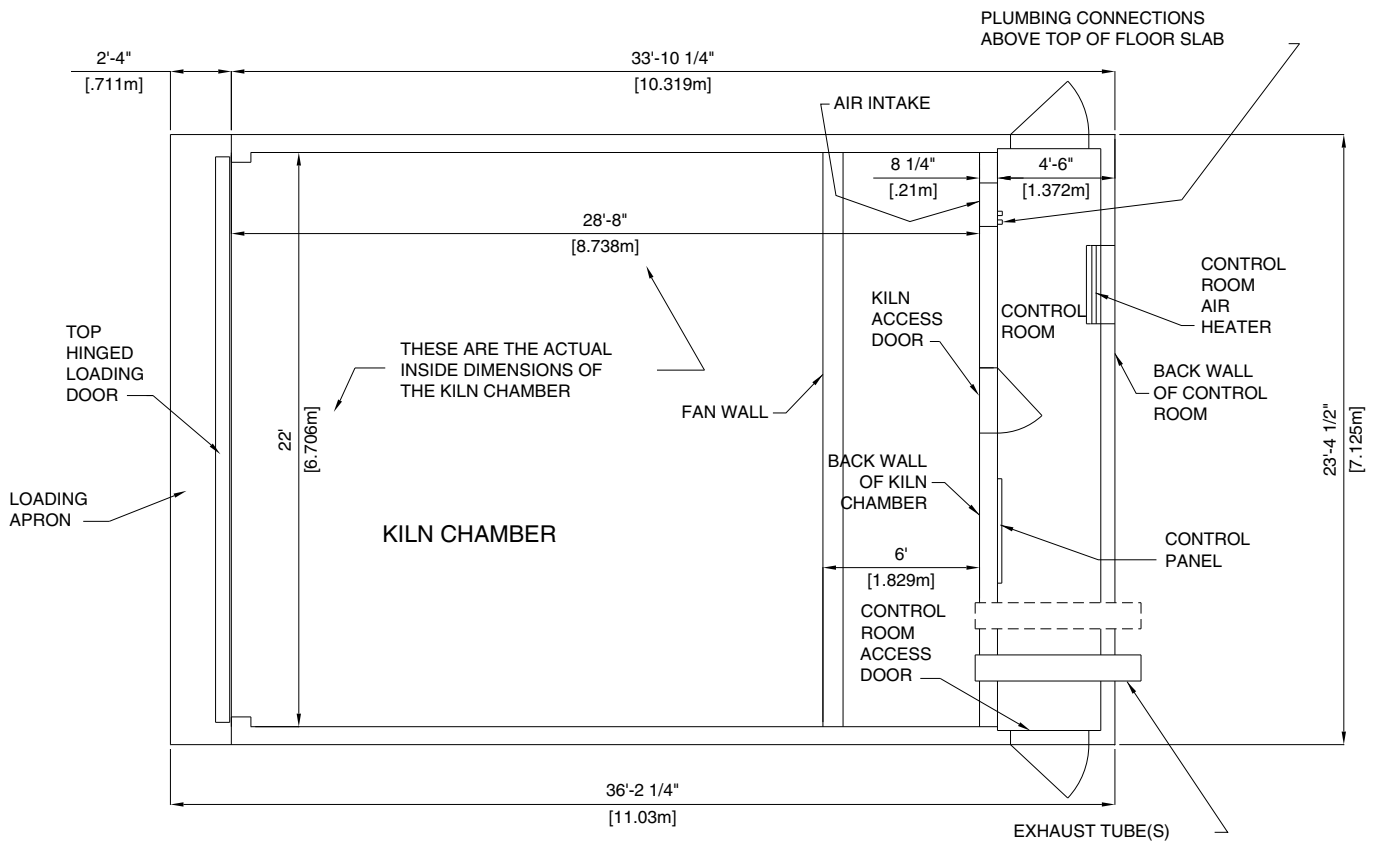 PLUMBING CONNECTIONS
ABOVE TOP OF FLOOR SLAB
2'-4"
[.711m]
33'-10 1/4"
[10.319m]
AIR INTAKE
8 1/4"
[.21m]
4'-6"
[1.372m]
28'-8"
[8.738m]
CONTROL
ROOM
AIR
HEATER
KILN
ACCESS
DOOR
CONTROL
ROOM
TOP
HINGED
LOADING
DOOR
THESE ARE THE ACTUAL
INSIDE DIMENSIONS OF
THE KILN CHAMBER
FAN WALL
BACK WALL
OF CONTROL
ROOM
22'
[6.706m]
23'-4 1/2"
[7.125m]
BACK WALL
OF KILN
CHAMBER
LOADING
APRON
KILN CHAMBER
CONTROL
PANEL
6'
[1.829m]
CONTROL
ROOM
ACCESS
DOOR
36'-2 1/4"
[11.03m]
EXHAUST TUBE(S)